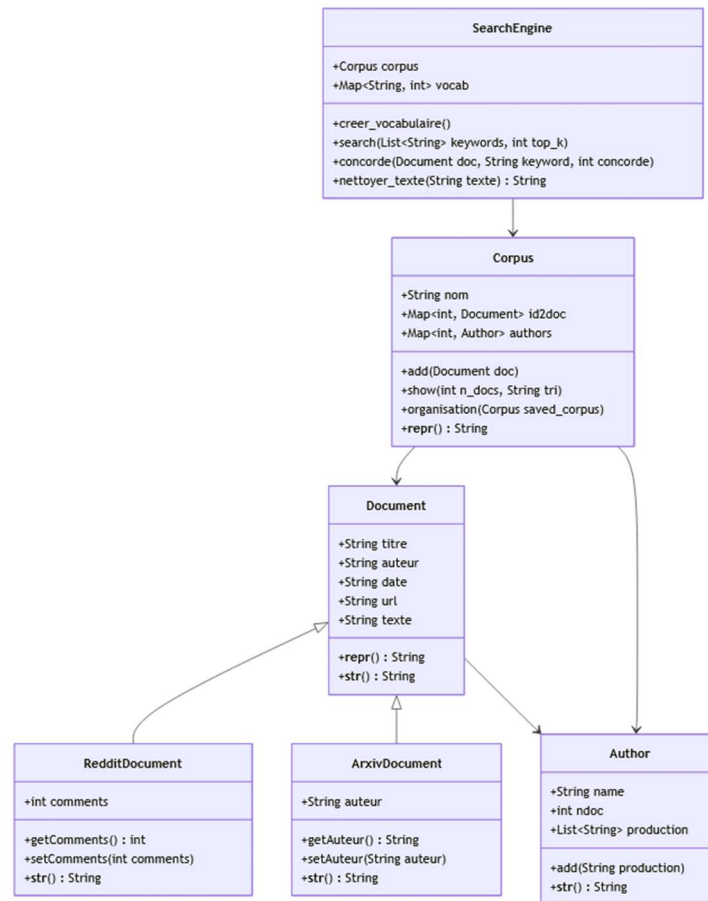 SearchEngine
+Corpus corpus
+Map<String, int> vocab
+creer_vocabulaire()
+search(List<String> keywords, int top_k)
+concorde(Document doc, String keyword, int concorde)
+nettoyer_texte(String texte) : String
Corpus
+String nom
+Map<int, Document> id2doc
+Map<int, Author> authors
+add(Document doc)
+show(int n_docs, String tri)
+organisation(Corpus saved_corpus)
+repr() : String
Document
+String titre
+String auteur
+String date
+String url
+String texte
+repr() : String
+str() : String
RedditDocument
+int comments
+getComments() : int
+setComments(int comments)
+str() : String
ArxivDocument
+String auteur
+getAuteur() : String
+setAuteur(String auteur)
+str() : String
Author
+String name
+int ndoc
+List<String> production
+add(String production)
+str() : String